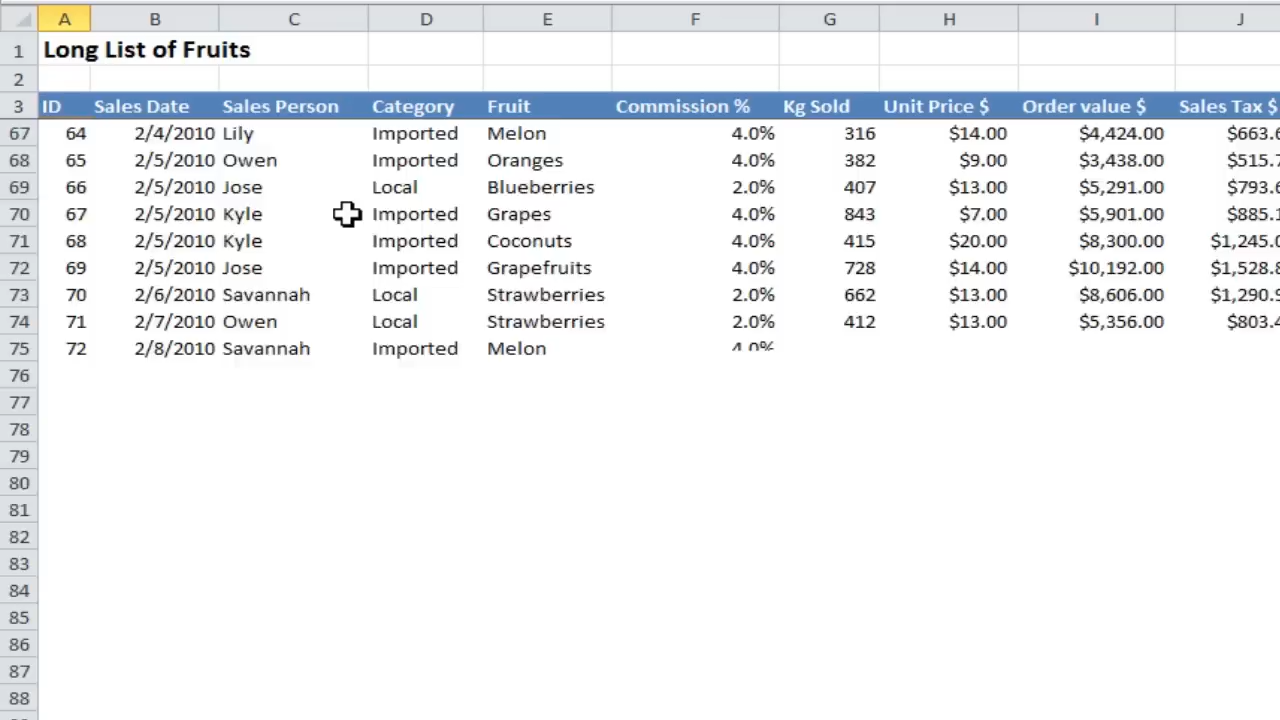 A B C D E F G H I J
1 Long List of Fruits
2
3 ID Sales Date Sales Person Category Fruit Commission % Kg Sold Unit Price $ Order value $ Sales Tax $
67 64 2/4/2010 Lily Imported Melon 4.0% 316 $14.00 $4,424.00 $663.6
68 65 2/5/2010 Owen Imported Oranges 4.0% 382 $9.00 $3,438.00 $515.7
69 66 2/5/2010 Jose Local Blueberries 2.0% 407 $13.00 $5,291.00 $793.6
70 67 2/5/2010 Kyle Imported Grapes 4.0% 843 $7.00 $5,901.00 $885.1
71 68 2/5/2010 Kyle Imported Coconuts 4.0% 415 $20.00 $8,300.00 $1,245.0
72 69 2/5/2010 Jose Imported Grapefruits 4.0% 728 $14.00 $10,192.00 $1,528.8
73 70 2/6/2010 Savannah Local Strawberries 2.0% 662 $13.00 $8,606.00 $1,290.9
74 71 2/7/2010 Owen Local Strawberries 2.0% 412 $13.00 $5,356.00 $803.4
75 72 2/8/2010 Savannah Imported Melon 4.0%
76
77
78
79
80
81
82
83
84
85
86
87
88